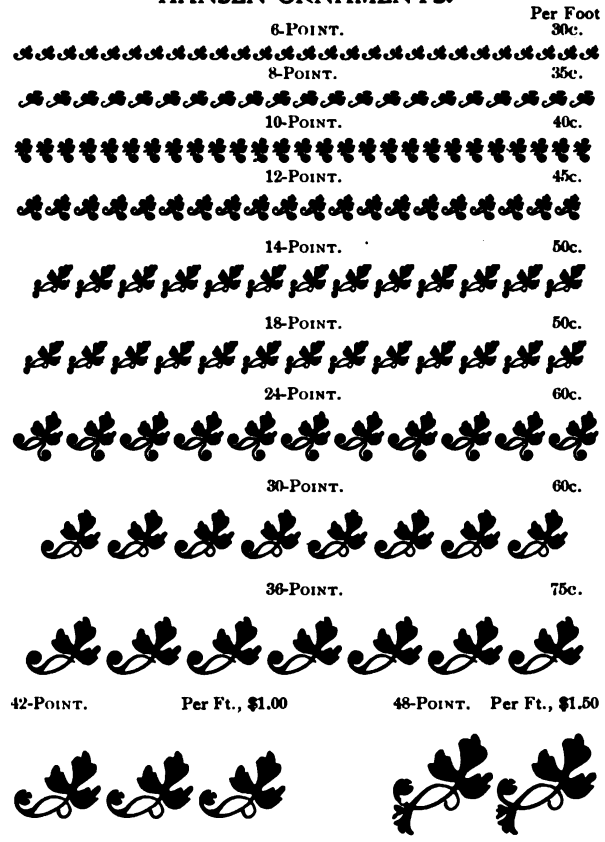 HANSEN ORNAMENTS.
Per Foot
6-POINT. 30c.
8-POINT. 35c.
10-POINT. 40c.
12-POINT. 45c.
14-POINT. 50c.
18-POINT. 50c.
24-POINT. 60c.
30-POINT. 60c.
36-POINT. 75c.
42-POINT. Per Ft., $1.00 48-POINT. Per Ft., $1.50